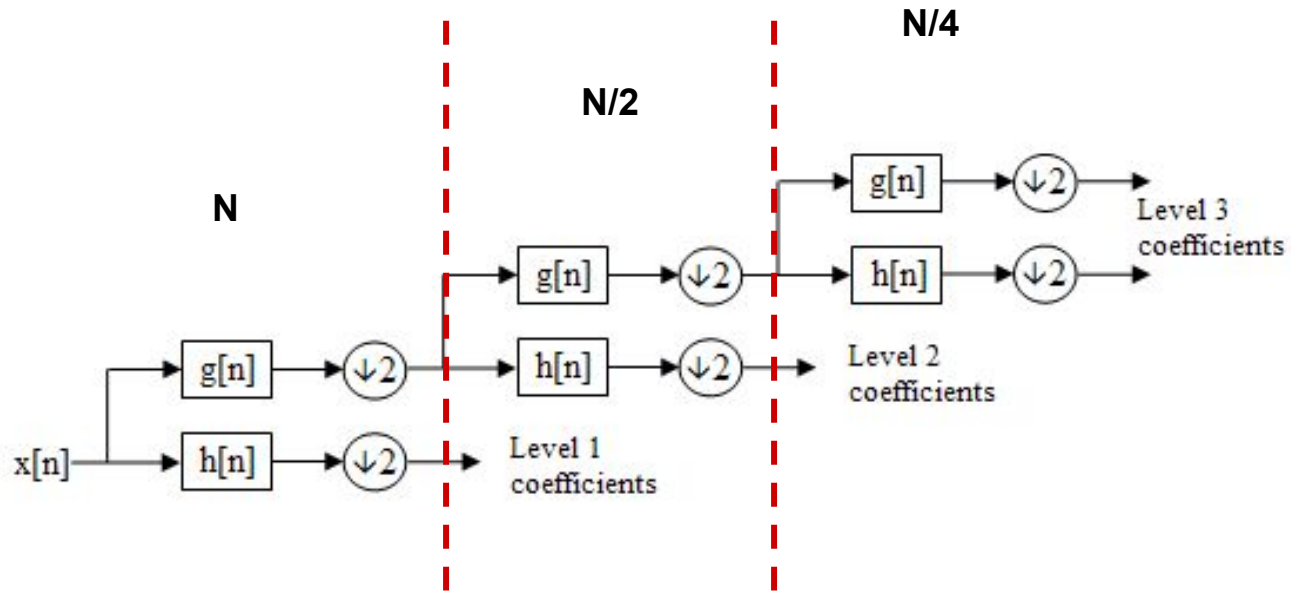 N/4
N/2
N
g[n] ↓2
Level 3
coefficients
g[n] ↓2
h[n] ↓2
g[n] ↓2
h[n] ↓2
Level 2
coefficients
x[n]
h[n] ↓2
Level 1
coefficients